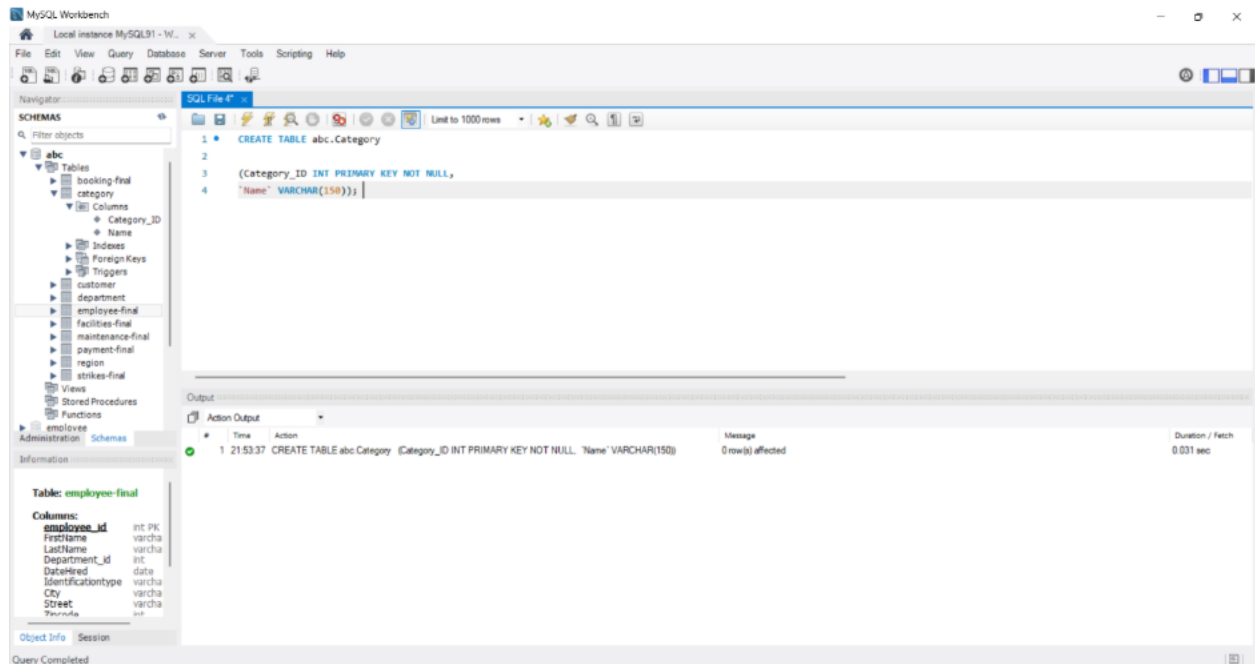 MySQL Workbench
Local instance MySQL91 - W...
File Edit View Query Database Server Tools Scripting Help
Navigator
SQL File 4*
SCHEMAS
Limit to 1000 rows
Filter objects
1 CREATE TABLE abc.Category
2
3 (Category_ID INT PRIMARY KEY NOT NULL,
4 `Name` VARCHAR(150));
abc
Tables
booking-final
category
Columns
Category_ID
Name
Indexes
Foreign Keys
Triggers
customer
department
employee-final
facilities-final
maintenance-final
payment-final
region
strikes-final
Views
Stored Procedures
Functions
employee
Administration Schemas
Output
Action Output
# Time Action Message Duration / Fetch
1 21:53:37 CREATE TABLE abc.Category (Category_ID INT PRIMARY KEY NOT NULL, `Name` VARCHAR(150)) 0 row(s) affected 0.031 sec
Information
Table: employee-final
Columns:
employee_id int PK
FirstName varcha
LastName varcha
Department_id int
DateHired date
Identificationtype varcha
City varcha
Street varcha
Zipcode int
Object Info Session
Query Completed